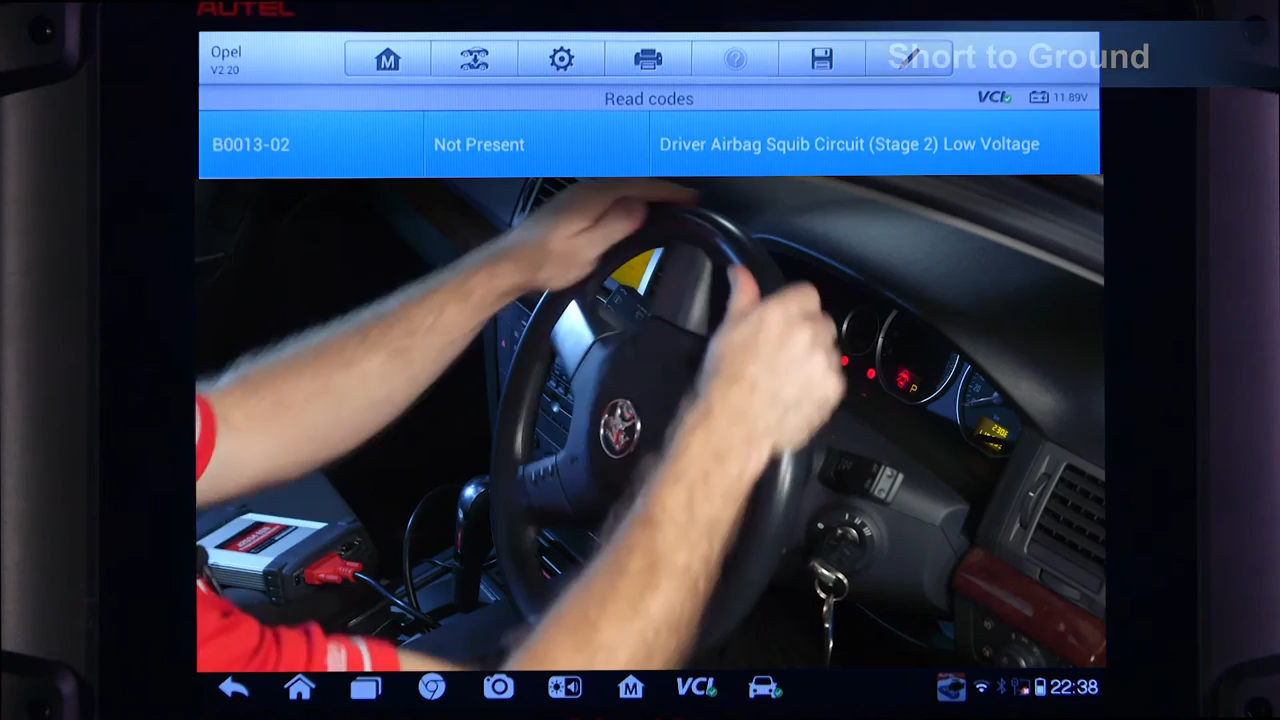 AUTEL
Opel
V2.20
M
Short to Ground
Read codes
VCI
11.89V
B0013-02
Not Present
Driver Airbag Squib Circuit (Stage 2) Low Voltage
P
M
VCI
22:38